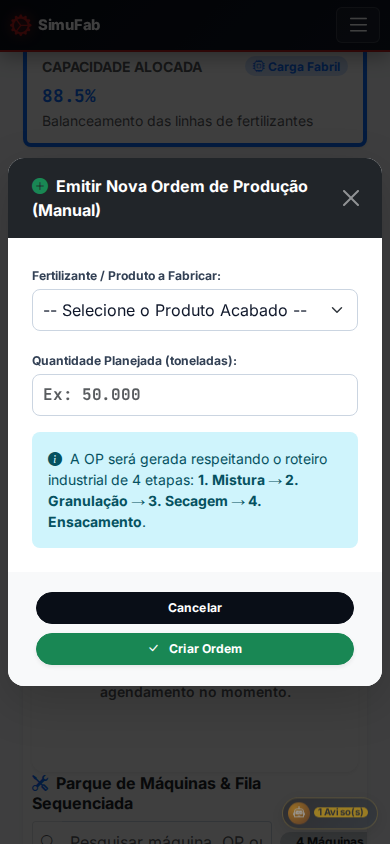 SimuFab
CAPACIDADE ALOCADA
Carga Fabril
88.5%
Balanceamento das linhas de fertilizantes
Emitir Nova Ordem de Produção
(Manual)
Fertilizante / Produto a Fabricar:
-- Selecione o Produto Acabado --
Quantidade Planejada (toneladas):
Ex: 50.000
A OP será gerada respeitando o roteiro
industrial de 4 etapas: 1. Mistura → 2.
Granulação → 3. Secagem → 4.
Ensacamento.
Cancelar
Criar Ordem
agendamento no momento.
Parque de Máquinas & Fila
Sequenciada
1 Aviso(s)
Pesquisar máquina, OP ou
4 Máquinas